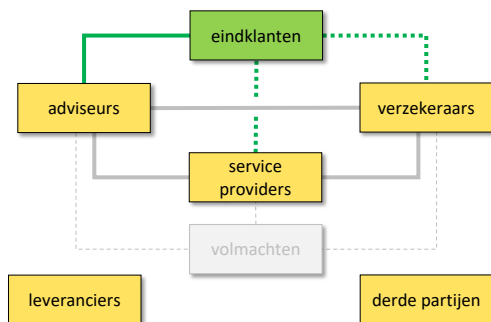 eindklanten
adviseurs
verzekeraars
service
providers
volmachten
leveranciers
derde partijen